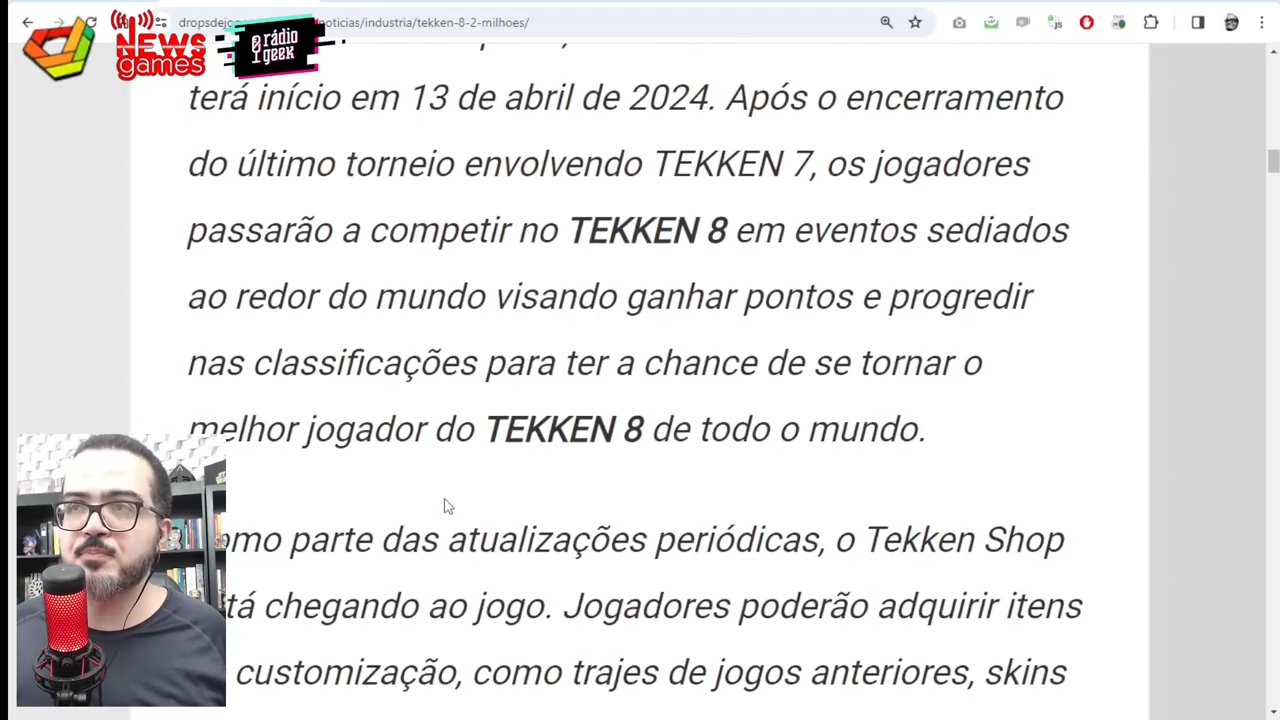 dropsdejo
noticias/industria/tekken-8-2-milhoes/
NEWS
games
rádio
geek
terá início em 13 de abril de 2024. Após o encerramento
do último torneio envolvendo TEKKEN 7, os jogadores
passarão a competir no TEKKEN 8 em eventos sediados
ao redor do mundo visando ganhar pontos e progredir
nas classificações para ter a chance de se tornar o
melhor jogador do TEKKEN 8 de todo o mundo.
mo parte das atualizações periódicas, o Tekken Shop
tá chegando ao jogo. Jogadores poderão adquirir itens
customização, como trajes de jogos anteriores, skins